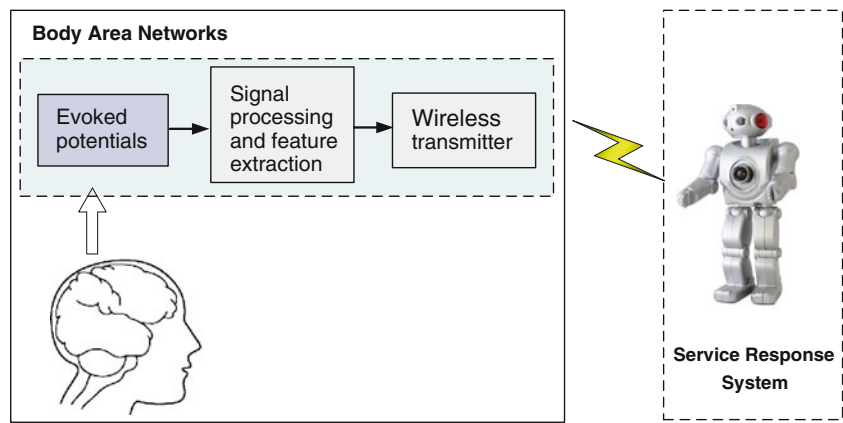 Body Area Networks
Evoked
potentials
Signal
processing
and feature
extraction
Wireless
transmitter
Service Response
System